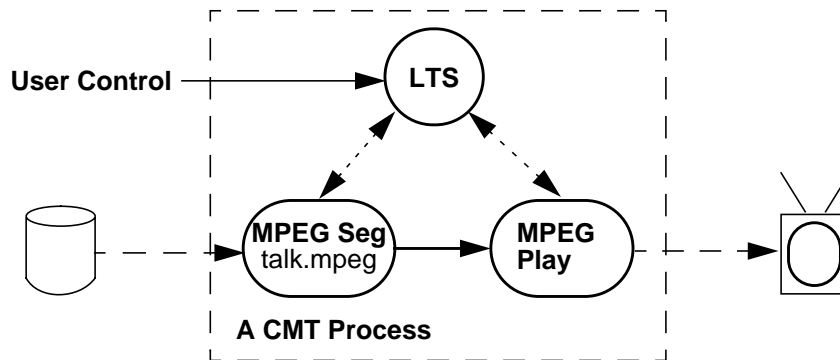 LTS
User Control
MPEG Seg
talk.mpeg
MPEG
Play
A CMT Process